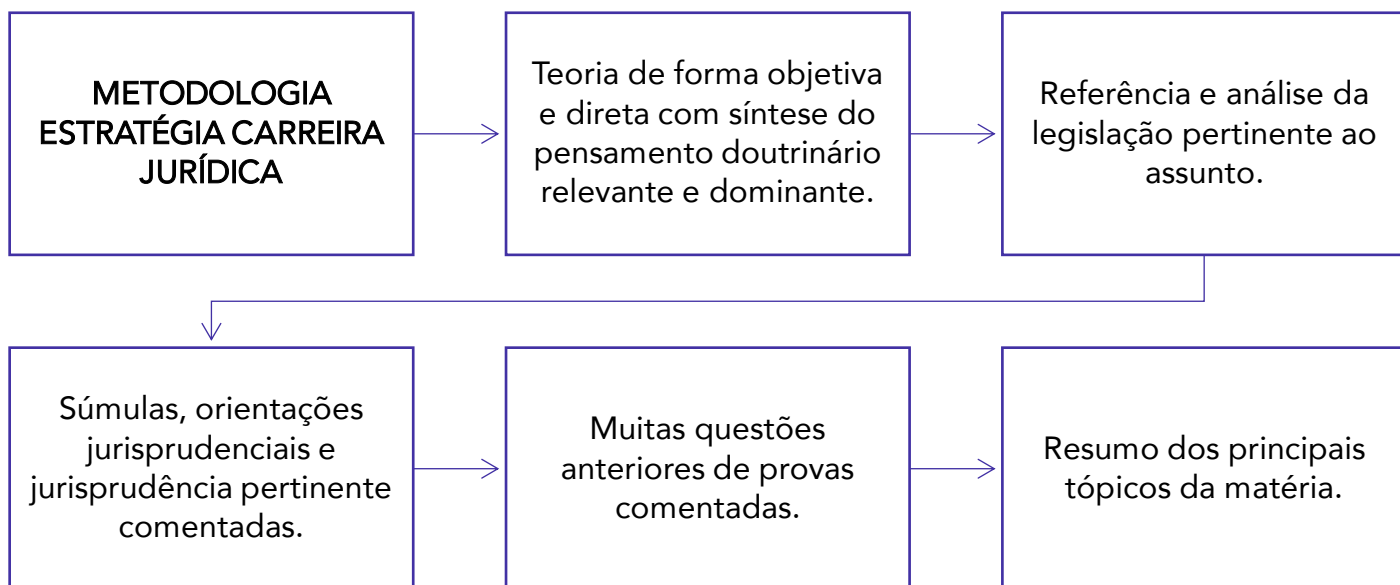 METODOLOGIA
ESTRATÉGIA CARREIRA
JURÍDICA
Teoria de forma objetiva
e direta com síntese do
pensamento doutrinário
relevante e dominante.
Referência e análise da
legislação pertinente ao
assunto.
Súmulas, orientações
jurisprudenciais e
jurisprudência pertinente
comentadas.
Muitas questões
anteriores de provas
comentadas.
Resumo dos principais
tópicos da matéria.